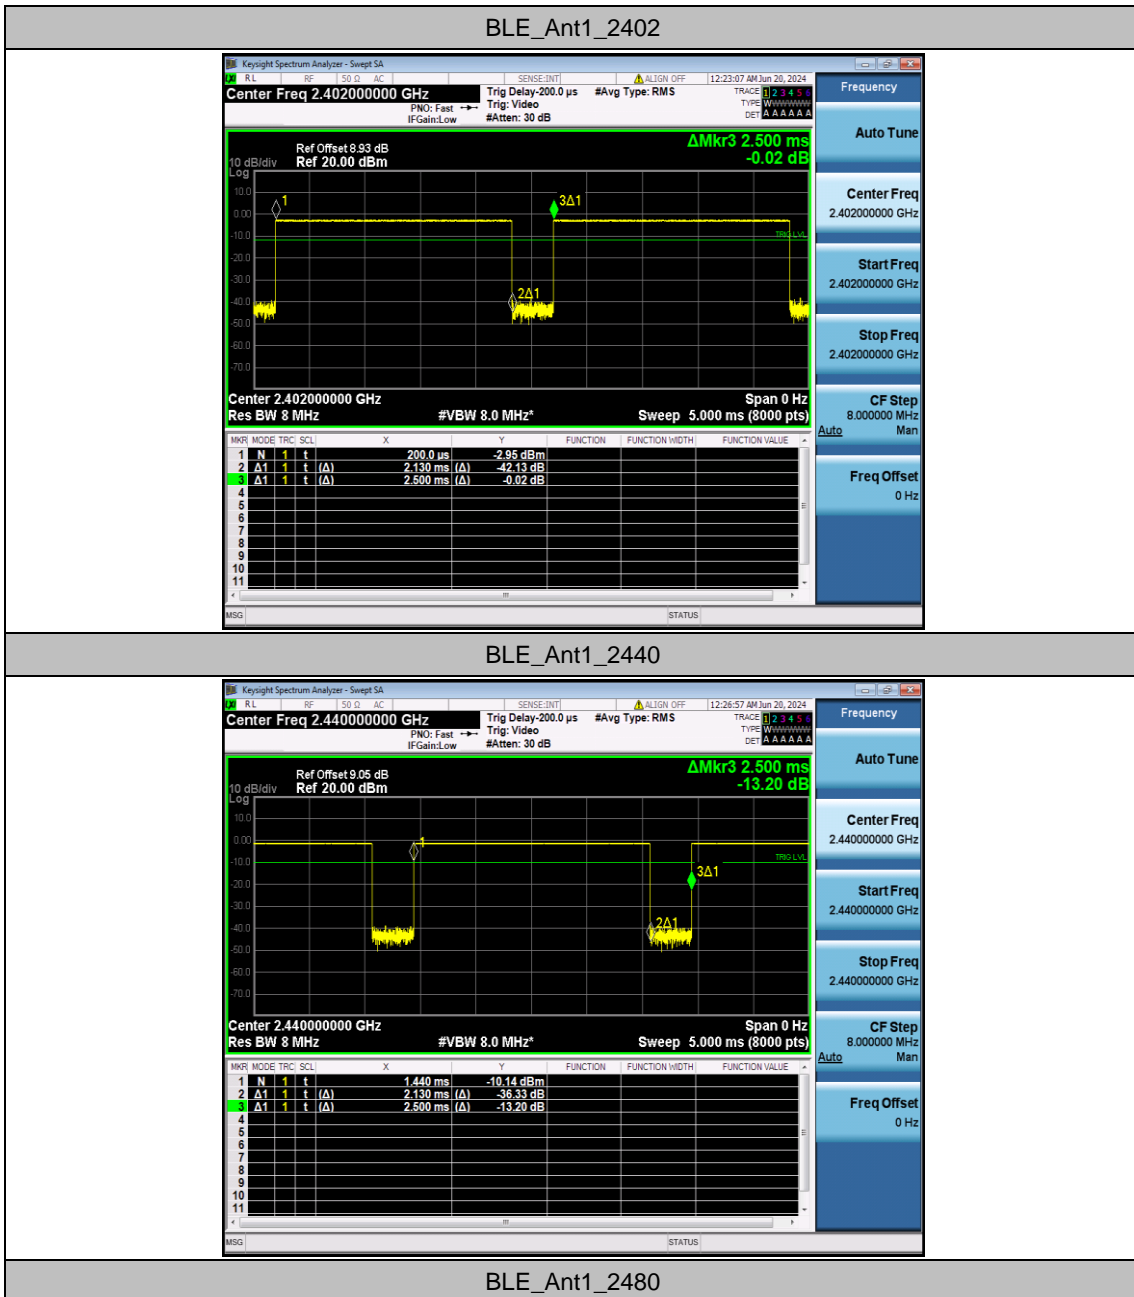 BLE_Ant1_2402
Keysight Spectrum Analyzer - Swept SA
RL RF 50 Ω AC SENSE:INT ALIGN OFF 12:23:07 AM Jun 20, 2024
Center Freq 2.402000000 GHz
PNO: Fast
IFGain:Low
Trig Delay-200.0 µs
Trig: Video
#Atten: 30 dB
#Avg Type: RMS
TRACE 1 2 3 4 5 6
TYPE WWWWWW
DET A A A A A A
Frequency
ΔMkr3 2.500 ms
-0.02 dB
Ref Offset 8.93 dB
10 dB/div Ref 20.00 dBm
Log
10.0
0.00
-10.0
-20.0
-30.0
-40.0
-50.0
-60.0
-70.0
1
3Δ1
TRIG LVL
2Δ1
Center 2.402000000 GHz Span 0 Hz
Res BW 8 MHz #VBW 8.0 MHz* Sweep 5.000 ms (8000 pts)
MKR MODE TRC SCL X Y FUNCTION FUNCTION WIDTH FUNCTION VALUE
1 N 1 t 200.0 µs -2.95 dBm
2 Δ1 1 t (Δ) 2.130 ms (Δ) -42.13 dB
3 Δ1 1 t (Δ) 2.500 ms (Δ) -0.02 dB
4
5
6
7
8
9
10
11
MSG STATUS
Auto Tune
Center Freq
2.402000000 GHz
Start Freq
2.402000000 GHz
Stop Freq
2.402000000 GHz
CF Step
8.000000 MHz
Auto Man
Freq Offset
0 Hz
BLE_Ant1_2440
Keysight Spectrum Analyzer - Swept SA
RL RF 50 Ω AC SENSE:INT ALIGN OFF 12:26:57 AM Jun 20, 2024
Center Freq 2.440000000 GHz
PNO: Fast
IFGain:Low
Trig Delay-200.0 µs
Trig: Video
#Atten: 30 dB
#Avg Type: RMS
TRACE 1 2 3 4 5 6
TYPE WWWWWW
DET A A A A A A
Frequency
ΔMkr3 2.500 ms
-13.20 dB
Ref Offset 9.05 dB
10 dB/div Ref 20.00 dBm
Log
10.0
0.00
-10.0
-20.0
-30.0
-40.0
-50.0
-60.0
-70.0
1
TRIG LVL
3Δ1
2Δ1
Center 2.440000000 GHz Span 0 Hz
Res BW 8 MHz #VBW 8.0 MHz* Sweep 5.000 ms (8000 pts)
MKR MODE TRC SCL X Y FUNCTION FUNCTION WIDTH FUNCTION VALUE
1 N 1 t 1.440 ms -10.14 dBm
2 Δ1 1 t (Δ) 2.130 ms (Δ) -36.33 dB
3 Δ1 1 t (Δ) 2.500 ms (Δ) -13.20 dB
4
5
6
7
8
9
10
11
MSG STATUS
Auto Tune
Center Freq
2.440000000 GHz
Start Freq
2.440000000 GHz
Stop Freq
2.440000000 GHz
CF Step
8.000000 MHz
Auto Man
Freq Offset
0 Hz
BLE_Ant1_2480